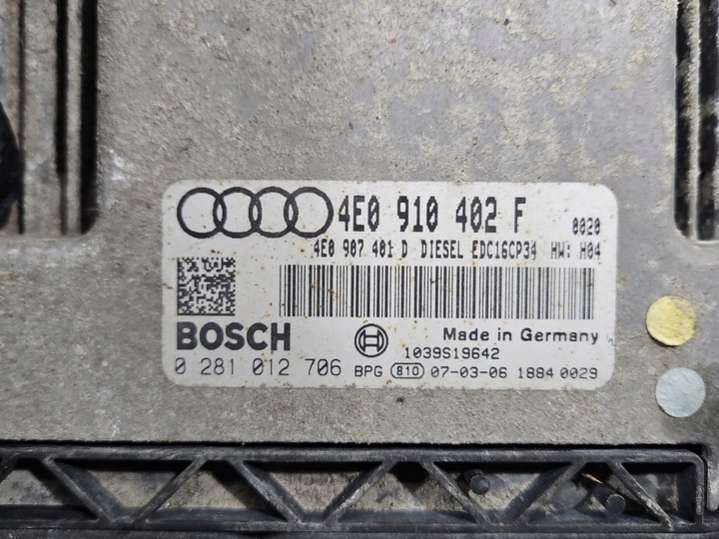 4E0 910 402 F 0020
4E0 907 401 D DIESEL EDC16CP34 HW: H04
BOSCH Made in Germany
1039S19642
0 281 012 706 BPG 810 07-03-06 1884 0029